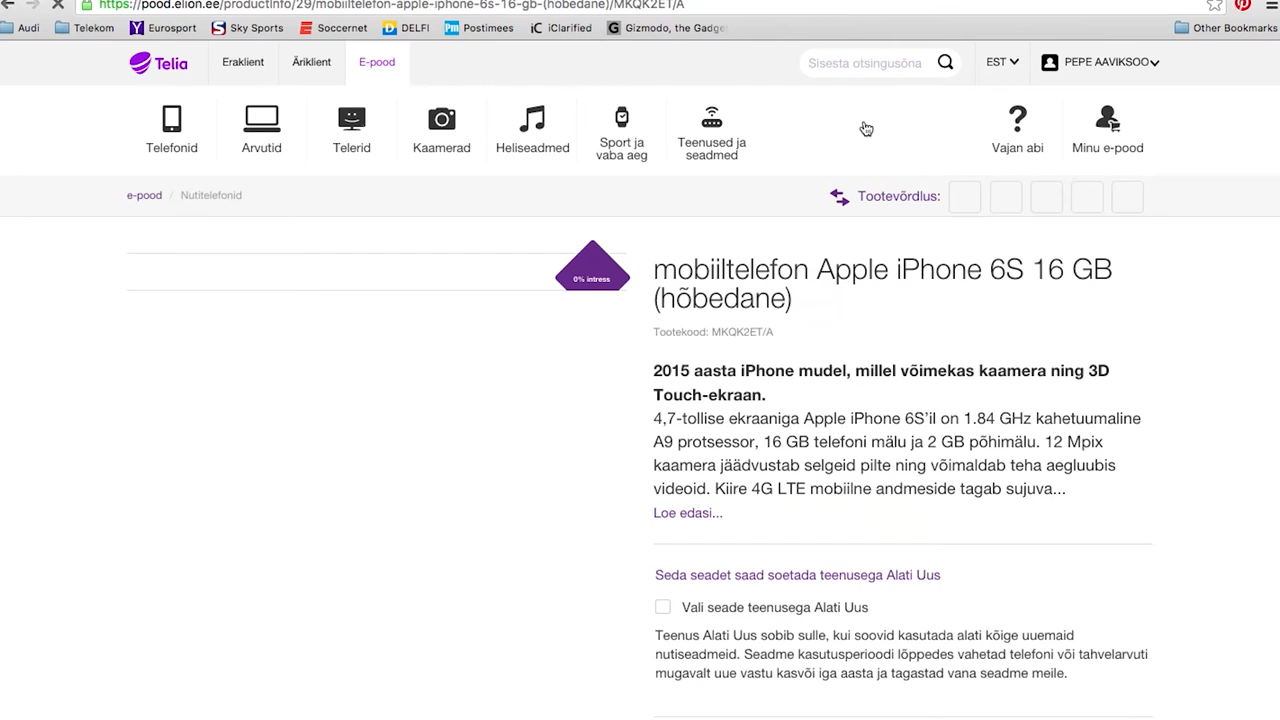 https://pood.elion.ee/productInfo/29/mobiiltelefon-apple-iphone-6s-16-gb-(hobedane)/MKQK2ET/A
Audi Telekom Eurosport Sky Sports Soccernet DELFI Postimees iClarified Gizmodo, the Gadge Other Bookmarks
Telia Eraklient Äriklient E-pood Sisesta otsingusõna EST PEPE AAVIKSOO
Telefonid Arvutid Telerid Kaamerad Heliseadmed Sport ja vaba aeg Teenused ja seadmed Vajan abi Minu e-pood
e-pood / Nutitelefonid Tootevõrdlus:
0% intress
mobiiltelefon Apple iPhone 6S 16 GB
(hõbedane)
Tootekood: MKQK2ET/A
2015 aasta iPhone mudel, millel võimekas kaamera ning 3D
Touch-ekraan.
4,7-tollise ekraaniga Apple iPhone 6S'il on 1.84 GHz kahetuumaline
A9 protsessor, 16 GB telefoni mälu ja 2 GB põhimälu. 12 Mpix
kaamera jäädvustab selgeid pilte ning võimaldab teha aegluubis
videoid. Kiire 4G LTE mobiilne andmeside tagab sujuva...
Loe edasi...
Seda seadet saad soetada teenusega Alati Uus
Vali seade teenusega Alati Uus
Teenus Alati Uus sobib sulle, kui soovid kasutada alati kõige uuemaid
nutiseadmeid. Seadme kasutusperioodi lõppedes vahetad telefoni või tahvelarvuti
mugavalt uue vastu kasvõi iga aasta ja tagastad vana seadme meile.